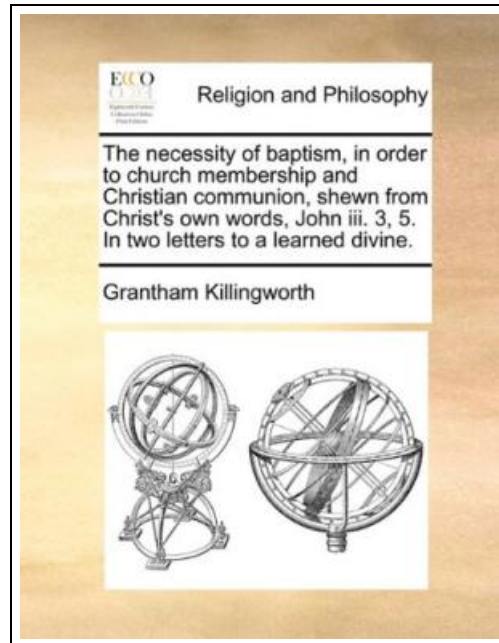 ECCO
Religion and Philosophy
The necessity of baptism, in order
to church membership and
Christian communion, shewn from
Christ's own words, John iii. 3, 5.
In two letters to a learned divine.
Grantham Killingworth